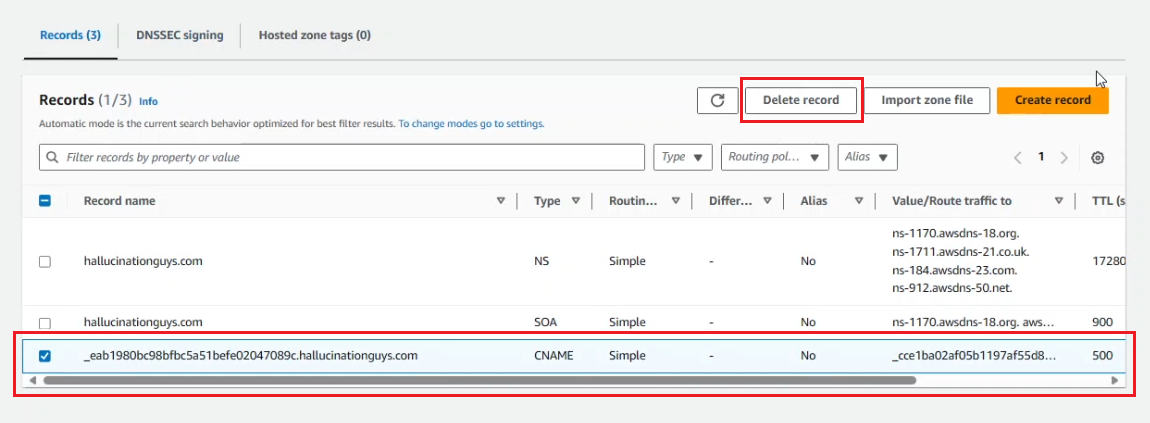 Records (3) DNSSEC signing Hosted zone tags (0)
Records (1/3) Info Delete record Import zone file Create record
Automatic mode is the current search behavior optimized for best filter results. To change modes go to settings.
Filter records by property or value Type Routing pol... Alias 1
Record name Type Routin... Differ... Alias Value/Route traffic to TTL (s
hallucinationguys.com NS Simple - No ns-1170.awsdns-18.org. 17280
ns-1711.awsdns-21.co.uk.
ns-184.awsdns-23.com.
ns-912.awsdns-50.net.
hallucinationguys.com SOA Simple - No ns-1170.awsdns-18.org. aws... 900
_eab1980bc98bfbc5a51befe02047089c.hallucinationguys.com CNAME Simple - No _cce1ba02af05b1197af55d8... 500